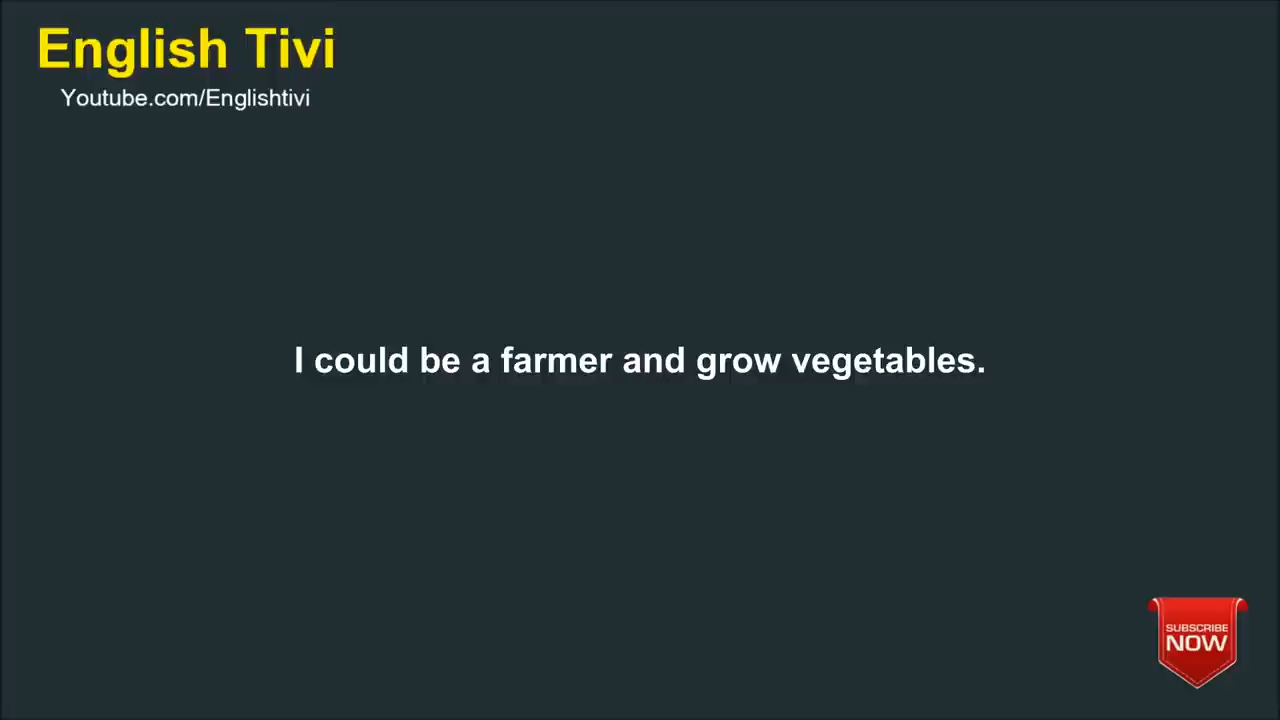 English Tivi
Youtube.com/Englishtivi
I could be a farmer and grow vegetables.
SUBSCRIBE
NOW